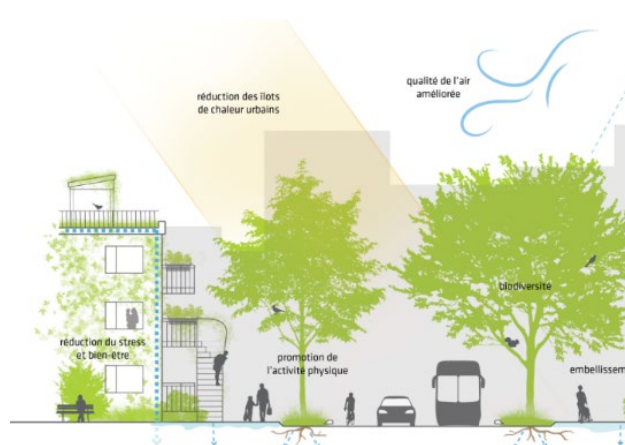 réduction des îlots
de chaleur urbains
qualité de l'air
améliorée
biodiversité
réduction du stress
et bien-être
promotion de
l'activité physique
embellissem